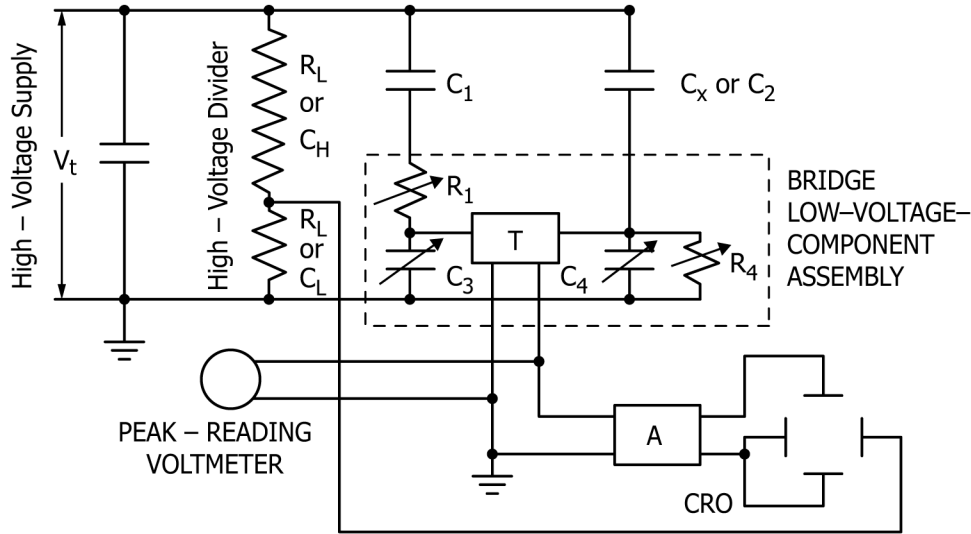 High – Voltage Supply
V_t
High – Voltage Divider
R_L
or
C_H
R_L
or
C_L
C_1
C_x or C_2
R_1
T
C_3
C_4
R_4
BRIDGE
LOW–VOLTAGE–
COMPONENT
ASSEMBLY
PEAK – READING
VOLTMETER
A
CRO